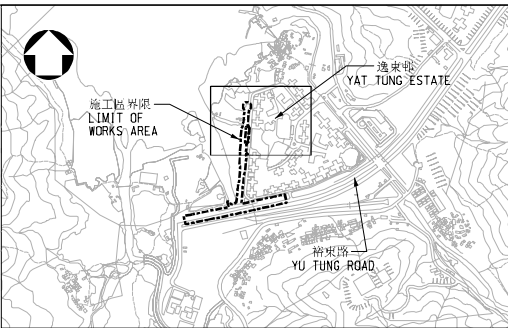 逸東邨
YAT TUNG ESTATE
施工區界限
LIMIT OF
WORKS AREA
裕東路
YU TUNG ROAD